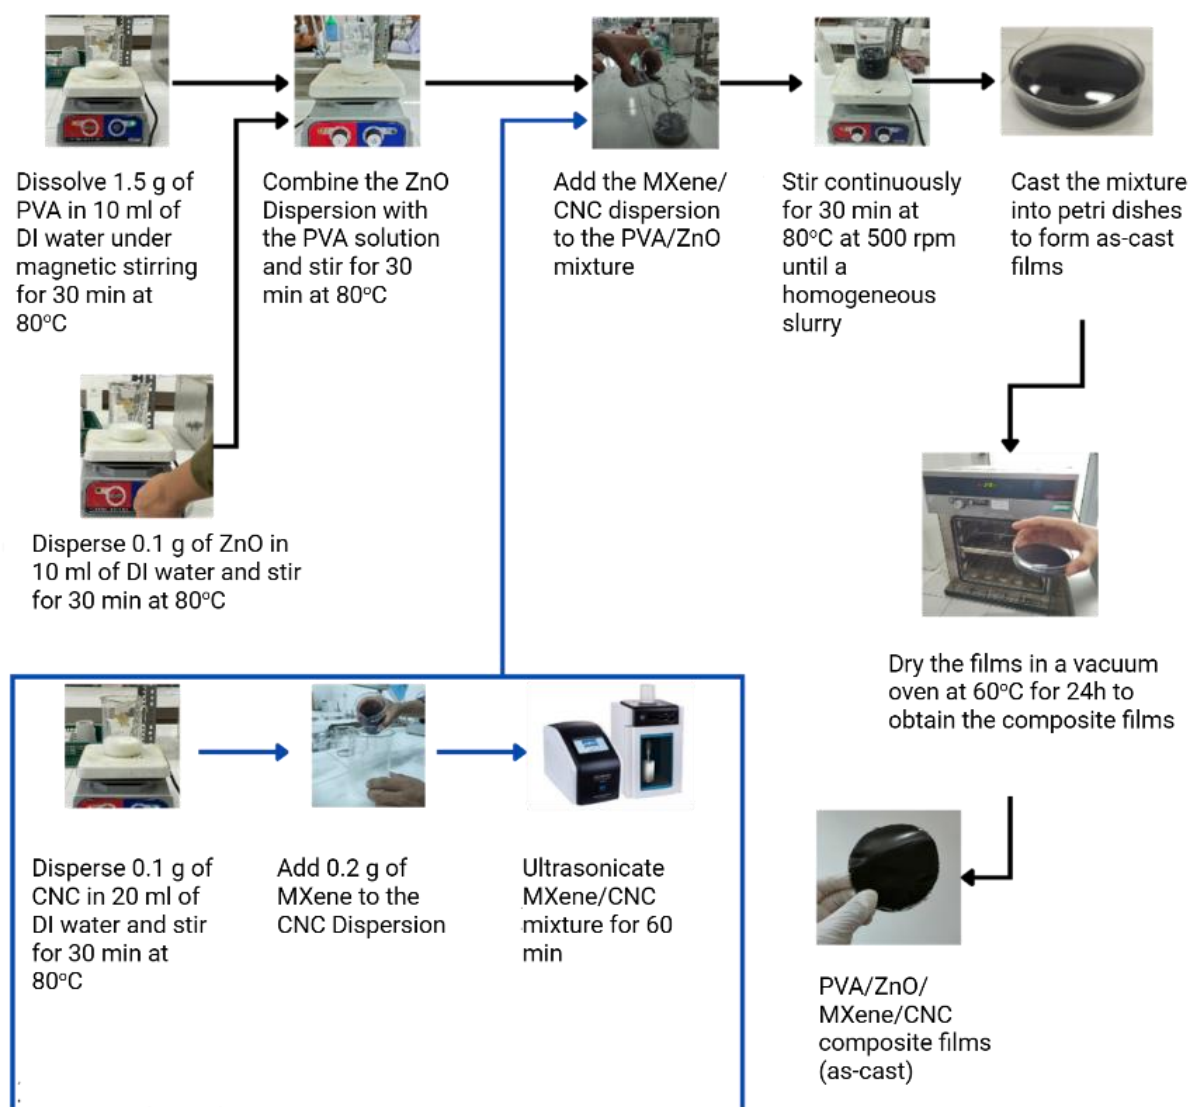 Dissolve 1.5 g of
PVA in 10 ml of
DI water under
magnetic stirring
for 30 min at
80°C
Combine the ZnO
Dispersion with
the PVA solution
and stir for 30
min at 80°C
Add the MXene/
CNC dispersion
to the PVA/ZnO
mixture
Stir continuously
for 30 min at
80°C at 500 rpm
until a
homogeneous
slurry
Cast the mixture
into petri dishes
to form as-cast
films
Disperse 0.1 g of ZnO in
10 ml of DI water and stir
for 30 min at 80°C
Dry the films in a vacuum
oven at 60°C for 24h to
obtain the composite films
Disperse 0.1 g of
CNC in 20 ml of
DI water and stir
for 30 min at
80°C
Add 0.2 g of
MXene to the
CNC Dispersion
Ultrasonicate
MXene/CNC
mixture for 60
min
PVA/ZnO/
MXene/CNC
composite films
(as-cast)